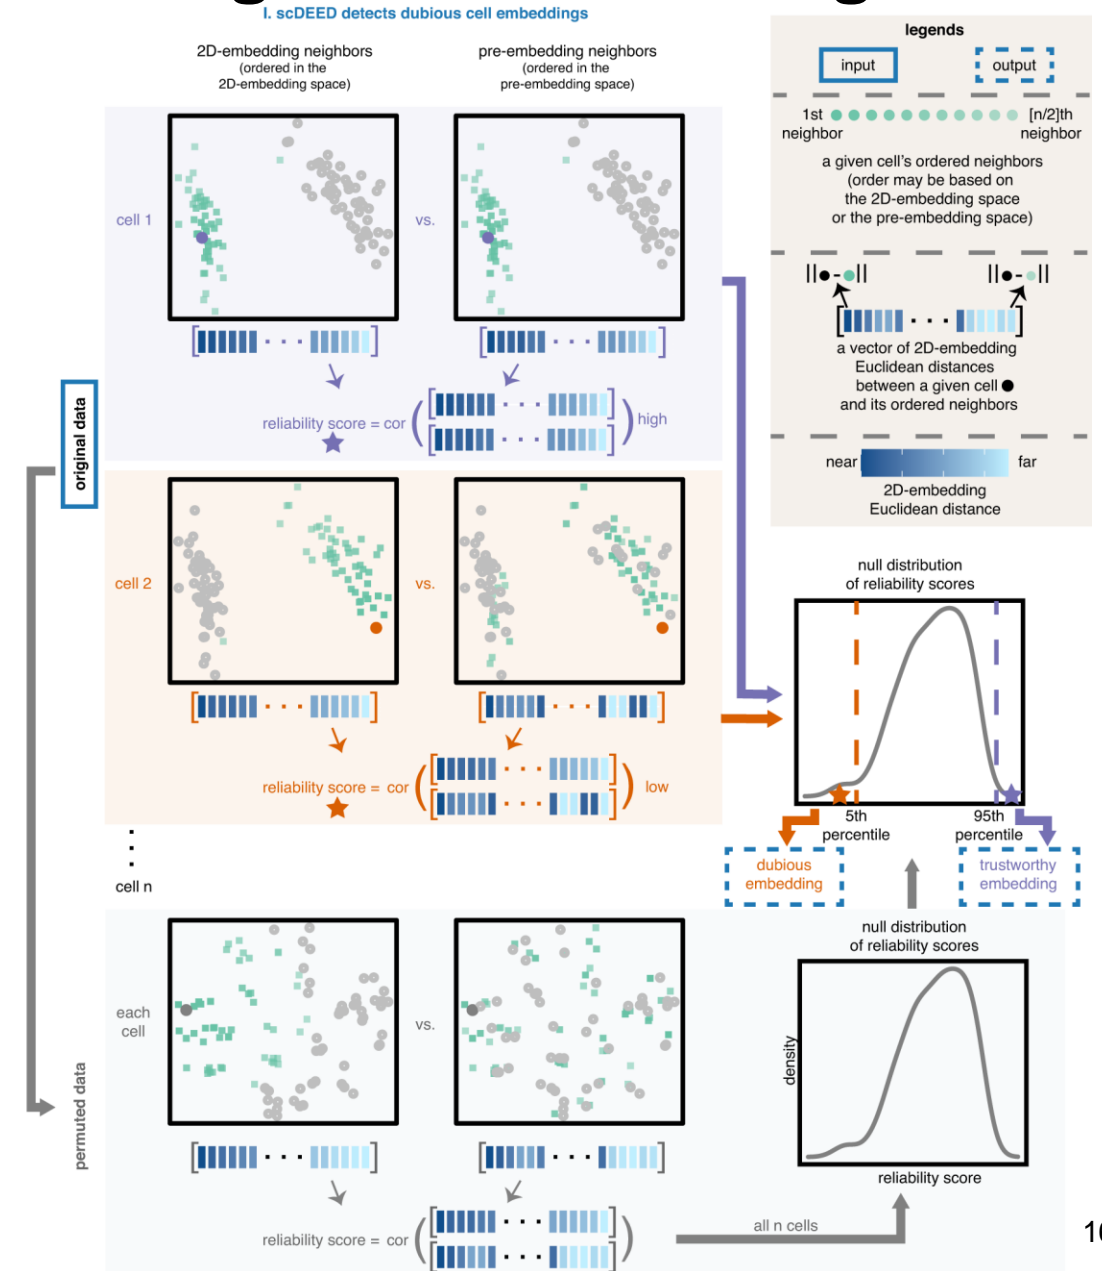 I. scDEED detects dubious cell embeddings
2D-embedding neighbors
(ordered in the
2D-embedding space)
pre-embedding neighbors
(ordered in the
pre-embedding space)
cell 1
vs.
reliability score = cor
high
original data
cell 2
vs.
reliability score = cor
low
cell n
each
cell
vs.
permuted data
reliability score = cor
all n cells
legends
input
output
1st
neighbor
[n/2]th
neighbor
a given cell's ordered neighbors
(order may be based on
the 2D-embedding space
or the pre-embedding space)
||●-●||
||●-●||
a vector of 2D-embedding
Euclidean distances
between a given cell ●
and its ordered neighbors
near
far
2D-embedding
Euclidean distance
null distribution
of reliability scores
5th
percentile
95th
percentile
dubious
embedding
trustworthy
embedding
null distribution
of reliability scores
density
reliability score